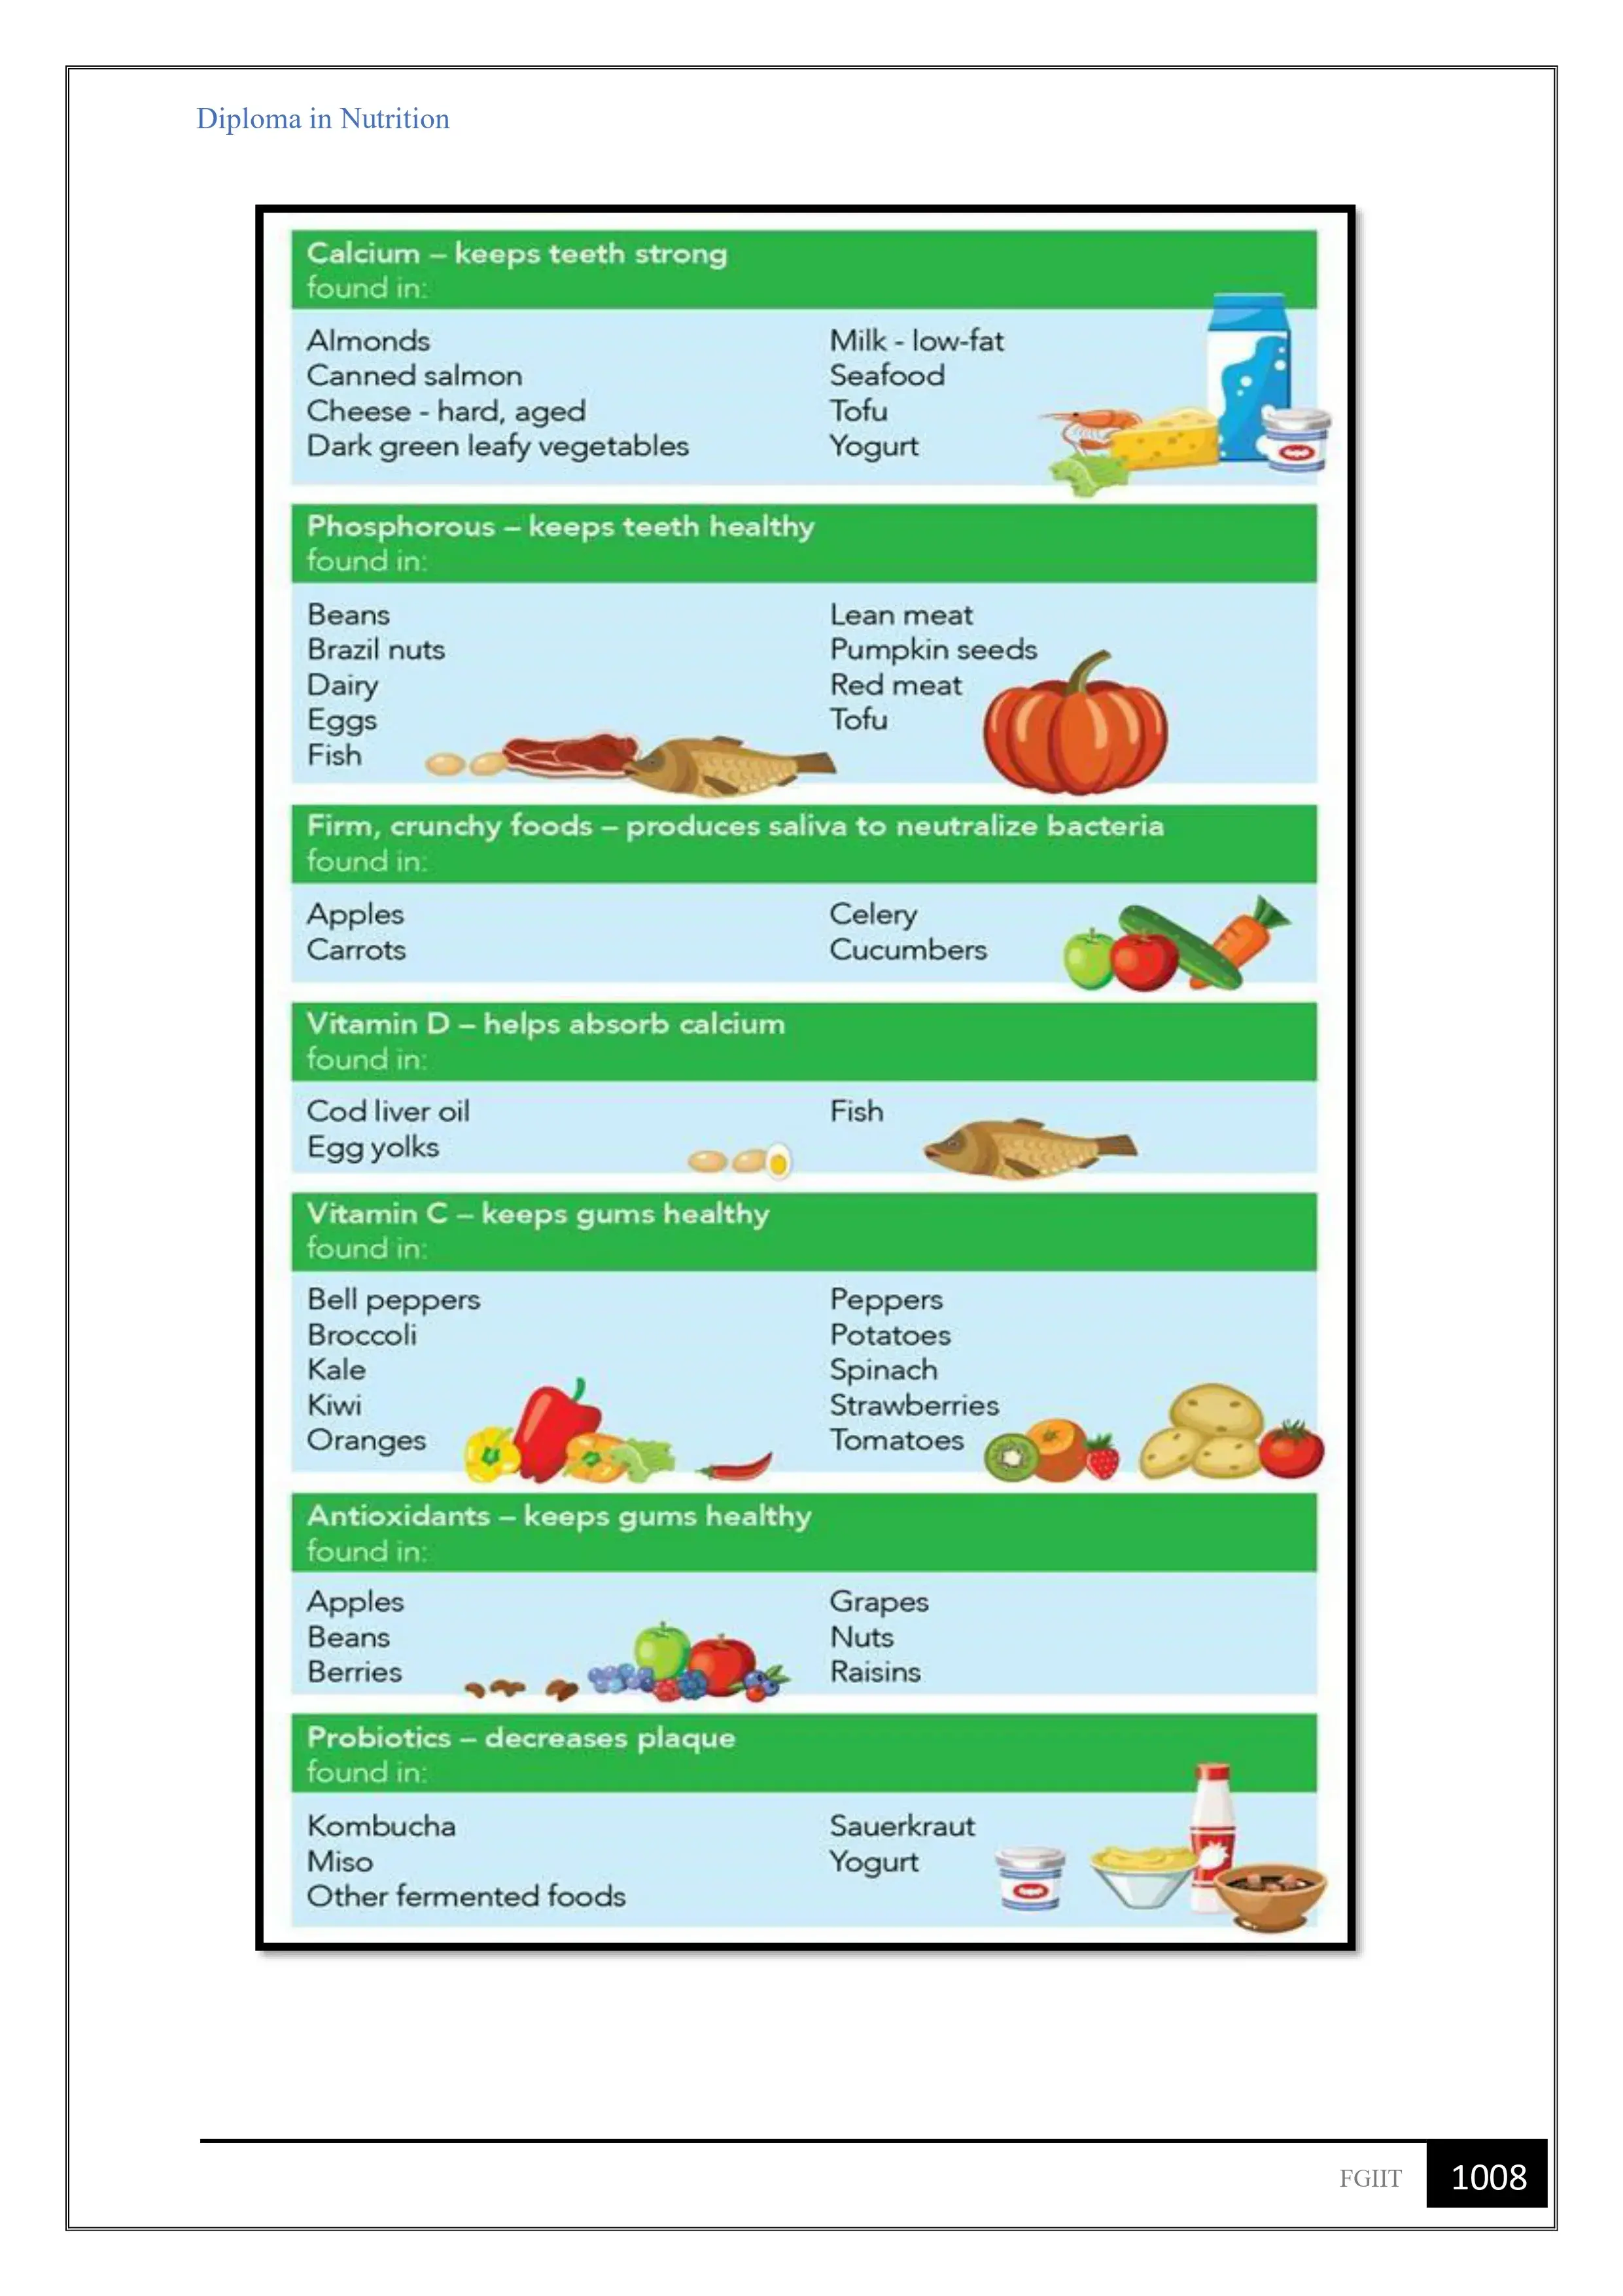 Diploma in Nutrition
Calcium – keeps teeth strong
found in:
Almonds
Canned salmon
Cheese - hard, aged
Dark green leafy vegetables
Milk - low-fat
Seafood
Tofu
Yogurt
Phosphorous – keeps teeth healthy
found in:
Beans
Brazil nuts
Dairy
Eggs
Fish
Lean meat
Pumpkin seeds
Red meat
Tofu
Firm, crunchy foods – produces saliva to neutralize bacteria
found in:
Apples
Carrots
Celery
Cucumbers
Vitamin D – helps absorb calcium
found in:
Cod liver oil
Egg yolks
Fish
Vitamin C – keeps gums healthy
found in:
Bell peppers
Broccoli
Kale
Kiwi
Oranges
Peppers
Potatoes
Spinach
Strawberries
Tomatoes
Antioxidants – keeps gums healthy
found in:
Apples
Beans
Berries
Grapes
Nuts
Raisins
Probiotics – decreases plaque
found in:
Kombucha
Miso
Other fermented foods
Sauerkraut
Yogurt
FGIIT
1008